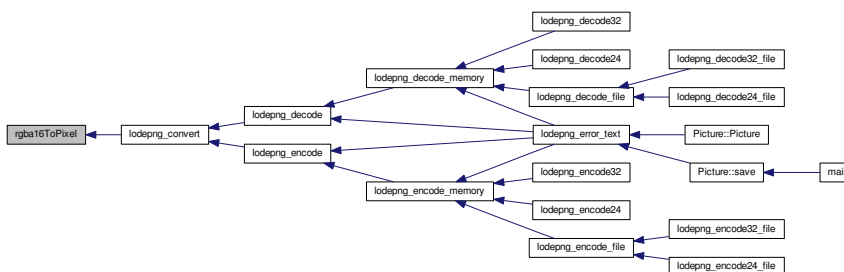 lodepng_decode32
lodepng_decode24
lodepng_decode32_file
lodepng_decode_memory
lodepng_decode_file
lodepng_decode24_file
lodepng_decode
rgba16ToPixel
lodepng_convert
lodepng_error_text
Picture::Picture
lodepng_encode
Picture::save
lodepng_encode32
lodepng_encode_memory
lodepng_encode24
lodepng_encode32_file
lodepng_encode_file
lodepng_encode24_file